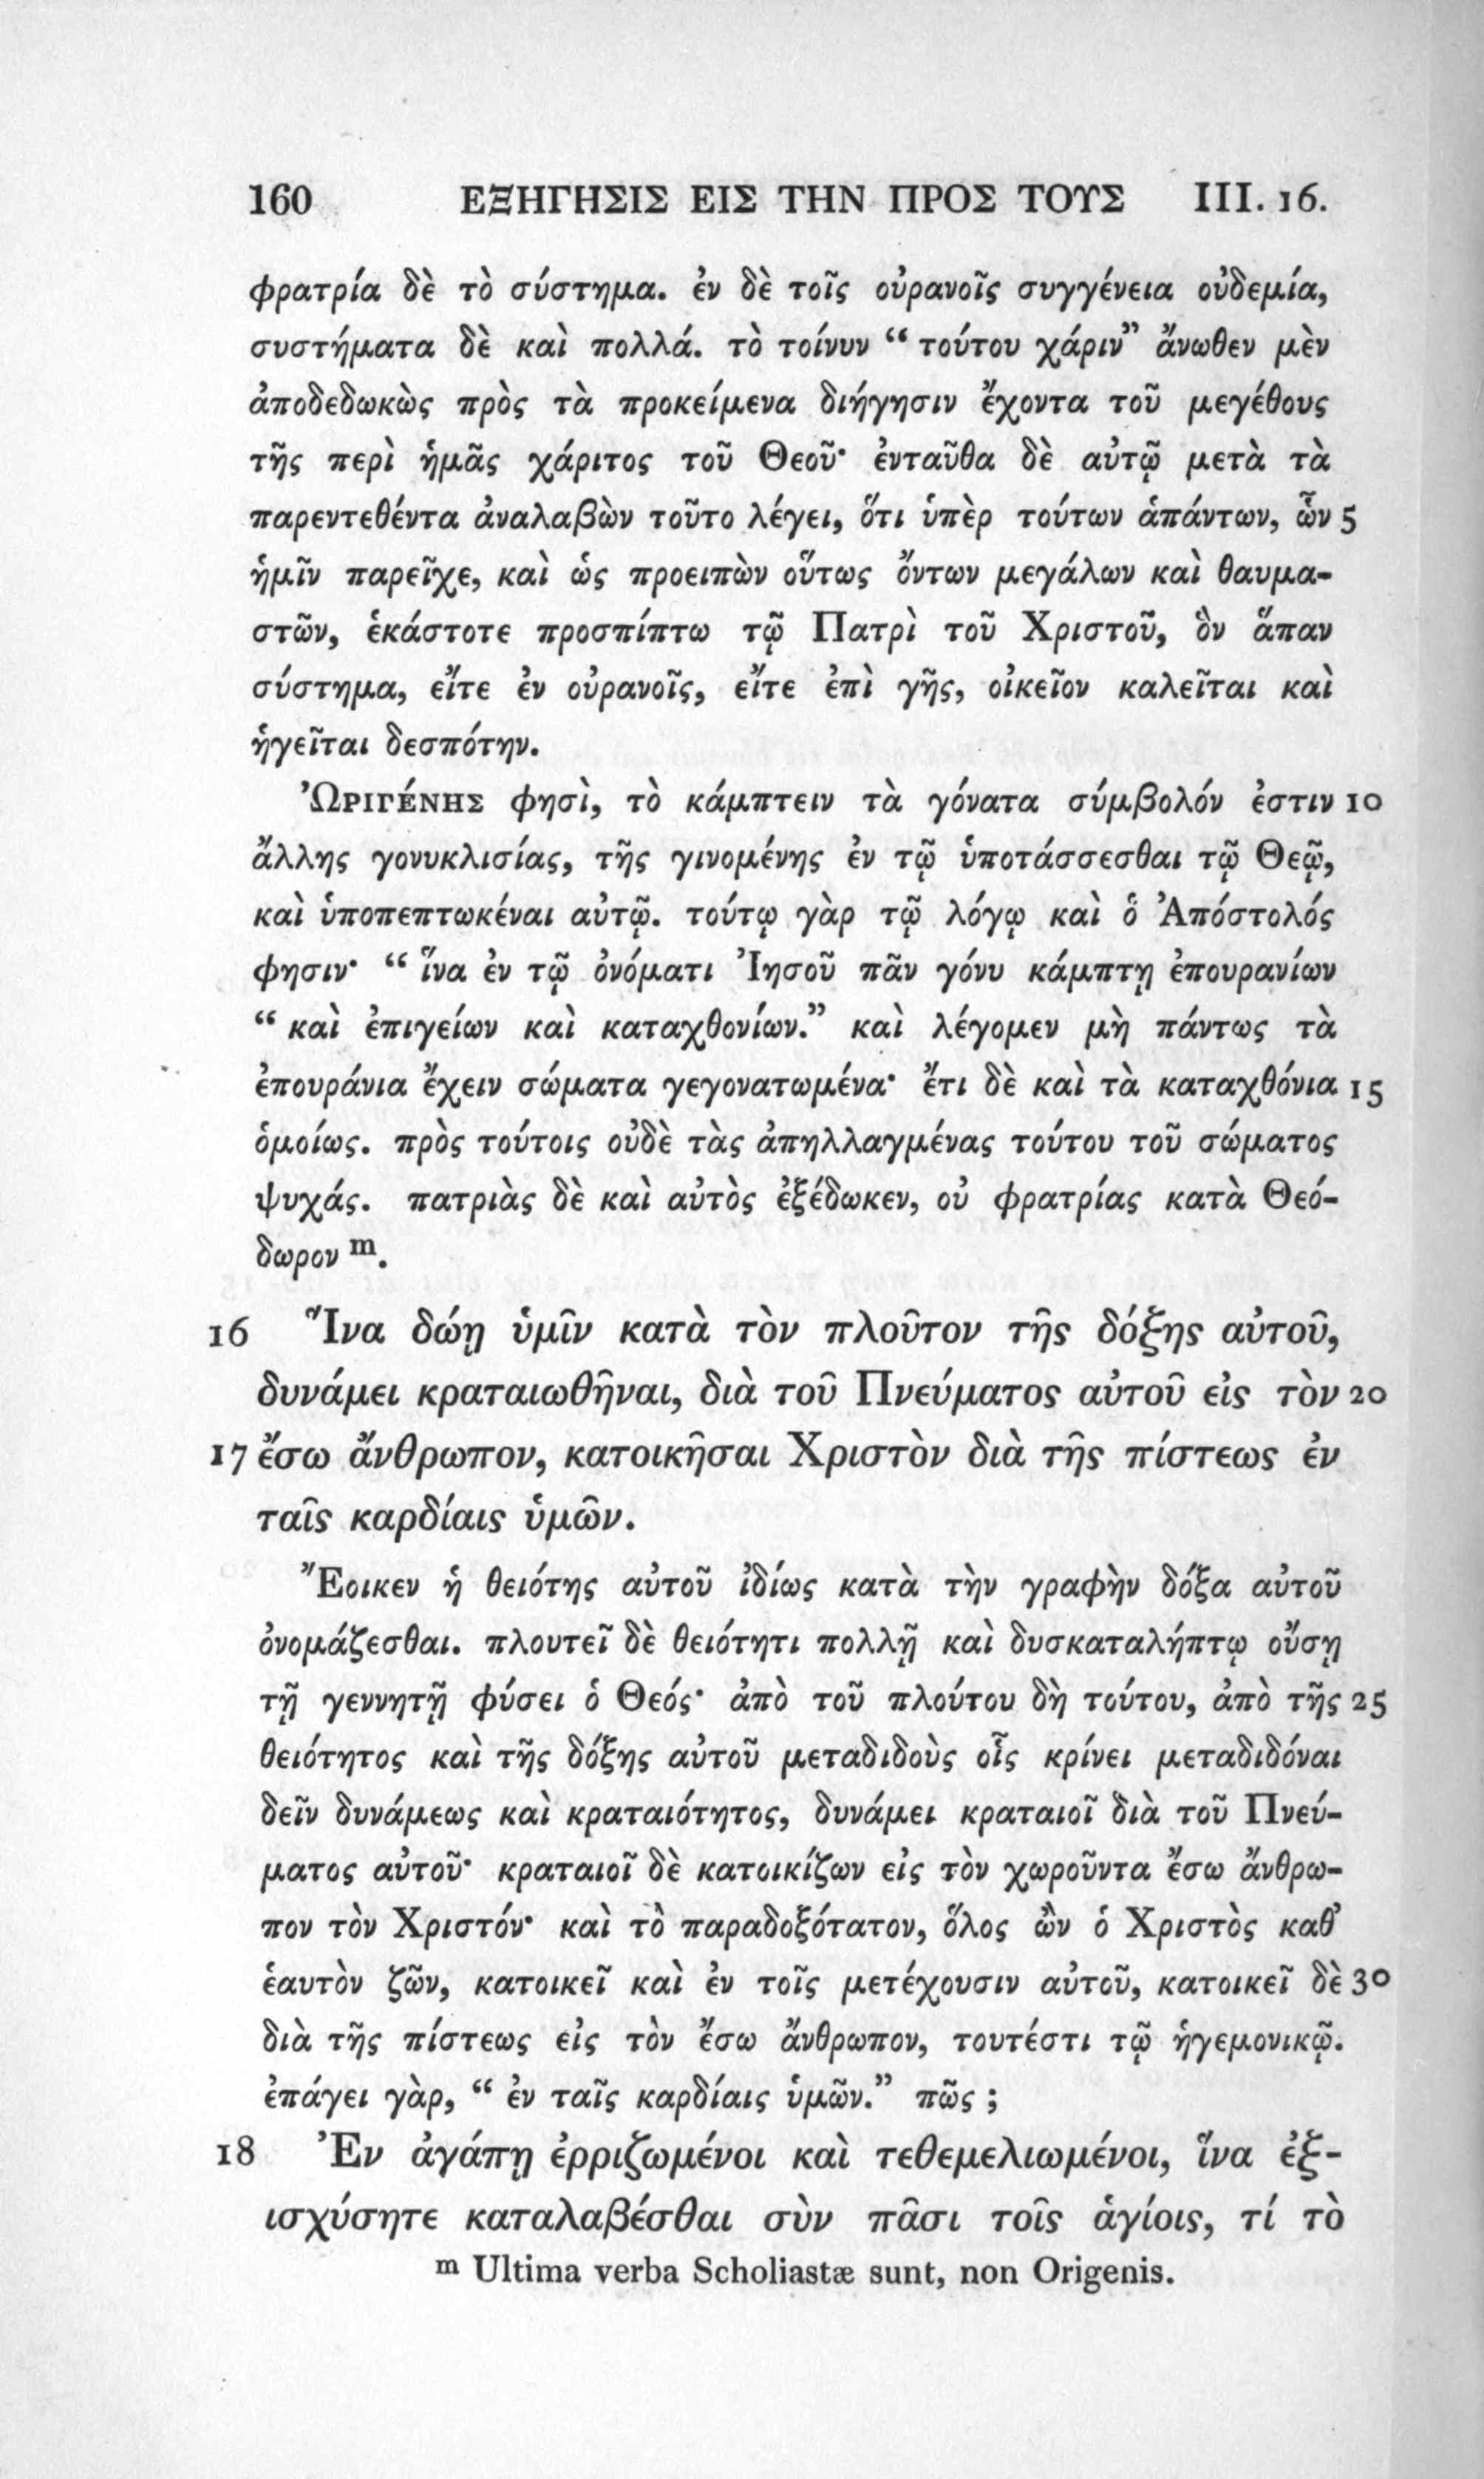 160 ΕΞΗΓΗΣΙΣ ΕΙΣ ΤΗΝ ΠΡΟΣ ΤΟΥΣ III. 16.
φρατρία δὲ τὸ σύστημα. ἐν δὲ τοῖς οὐρανοῖς συγγένεια οὐδεμία,
συστήματα δὲ καὶ πολλά. τὸ τοίνυν “ τούτου χάριν” ἄνωθεν μὲν
ἀποδεδωκὼς πρὸς τὰ προκείμενα διήγησιν ἔχοντα τοῦ μεγέθους
τῆς περὶ ἡμᾶς χάριτος τοῦ Θεοῦ· ἐνταῦθα δὲ αὐτῷ μετὰ τὰ
παρεντεθέντα ἀναλαβὼν τοῦτο λέγει, ὅτι ὑπὲρ τούτων ἁπάντων, ὧν 5
ἡμῖν παρεῖχε, καὶ ὡς προειπὼν οὕτως ὄντων μεγάλων καὶ θαυμα-
στῶν, ἑκάστοτε προσπίπτω τῷ Πατρὶ τοῦ Χριστοῦ, ὃν ἅπαν
σύστημα, εἴτε ἐν οὐρανοῖς, εἴτε ἐπὶ γῆς, οἰκεῖον καλεῖται καὶ
ἡγεῖται δεσπότην.
ὨΡΙΓΈΝΗΣ φησὶ, τὸ κάμπτειν τὰ γόνατα σύμβολόν ἐστιν 10
ἄλλης γονυκλισίας, τῆς γινομένης ἐν τῷ ὑποτάσσεσθαι τῷ Θεῷ,
καὶ ὑποπεπτωκέναι αὐτῷ. τούτῳ γὰρ τῷ λόγῳ καὶ ὁ Ἀπόστολός
φησιν· “ ἵνα ἐν τῷ ὀνόματι Ἰησοῦ πᾶν γόνυ κάμπτῃ ἐπουρανίων
“ καὶ ἐπιγείων καὶ καταχθονίων.” καὶ λέγομεν μὴ πάντως τὰ
ἐπουράνια ἔχειν σώματα γεγονατωμένα· ἔτι δὲ καὶ τὰ καταχθόνια 15
ὁμοίως. πρὸς τούτοις οὐδὲ τὰς ἀπηλλαγμένας τούτου τοῦ σώματος
ψυχάς. πατριὰς δὲ καὶ αὐτὸς ἐξέδωκεν, οὐ φρατρίας κατὰ Θεό-
δωρον m.
16 Ἵνα δώῃ ὑμῖν κατὰ τὸν πλοῦτον τῆς δόξης αὐτοῦ,
δυνάμει κραταιωθῆναι, διὰ τοῦ Πνεύματος αὐτοῦ εἰς τὸν 20
17 ἔσω ἄνθρωπον, κατοικῆσαι Χριστὸν διὰ τῆς πίστεως ἐν
ταῖς καρδίαις ὑμῶν.
Ἔοικεν ἡ θειότης αὐτοῦ ἰδίως κατὰ τὴν γραφὴν δόξα αὐτοῦ
ὀνομάζεσθαι. πλουτεῖ δὲ θειότητι πολλῇ καὶ δυσκαταλήπτῳ οὔσῃ
τῇ γεννητῇ φύσει ὁ Θεός· ἀπὸ τοῦ πλούτου δὴ τούτου, ἀπὸ τῆς 25
θειότητος καὶ τῆς δόξης αὐτοῦ μεταδιδοὺς οἷς κρίνει μεταδιδόναι
δεῖν δυνάμεως καὶ κραταιότητος, δυνάμει κραταιοῖ διὰ τοῦ Πνεύ-
ματος αὐτοῦ· κραταιοῖ δὲ κατοικίζων εἰς τὸν χωροῦντα ἔσω ἄνθρω-
πον τὸν Χριστόν· καὶ τὸ παραδοξότατον, ὅλος ὢν ὁ Χριστὸς καθ’
ἑαυτὸν ζῶν, κατοικεῖ καὶ ἐν τοῖς μετέχουσιν αὐτοῦ, κατοικεῖ δὲ 30
διὰ τῆς πίστεως εἰς τὸν ἔσω ἄνθρωπον, τουτέστι τῷ ἡγεμονικῷ.
ἐπάγει γὰρ, “ ἐν ταῖς καρδίαις ὑμῶν.” πῶς ;
18 Ἐν ἀγάπῃ ἐρριζωμένοι καὶ τεθεμελιωμένοι, ἵνα ἐξ-
ισχύσητε καταλαβέσθαι σὺν πᾶσι τοῖς ἁγίοις, τί τὸ
m Ultima verba Scholiastæ sunt, non Origenis.